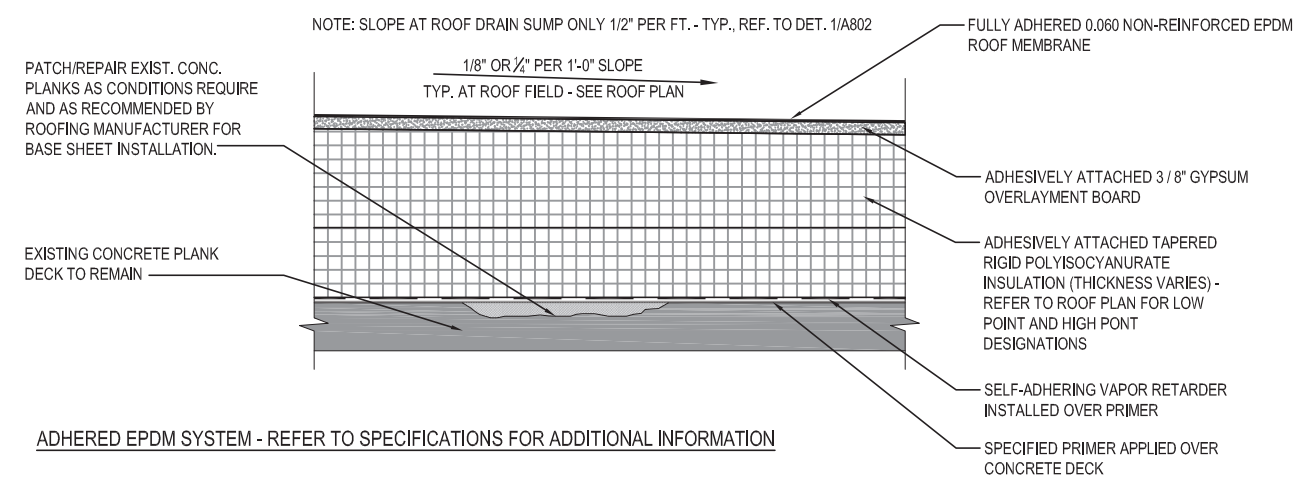 NOTE: SLOPE AT ROOF DRAIN SUMP ONLY 1/2" PER FT. - TYP., REF. TO DET. 1/A802
FULLY ADHERED 0.060 NON-REINFORCED EPDM
ROOF MEMBRANE
PATCH/REPAIR EXIST. CONC.
PLANKS AS CONDITIONS REQUIRE
AND AS RECOMMENDED BY
ROOFING MANUFACTURER FOR
BASE SHEET INSTALLATION.
1/8" OR 1/4" PER 1'-0" SLOPE
TYP. AT ROOF FIELD - SEE ROOF PLAN
ADHESIVELY ATTACHED 3 / 8" GYPSUM
OVERLAYMENT BOARD
EXISTING CONCRETE PLANK
DECK TO REMAIN
ADHESIVELY ATTACHED TAPERED
RIGID POLYISOCYANURATE
INSULATION (THICKNESS VARIES) -
REFER TO ROOF PLAN FOR LOW
POINT AND HIGH PONT
DESIGNATIONS
SELF-ADHERING VAPOR RETARDER
INSTALLED OVER PRIMER
SPECIFIED PRIMER APPLIED OVER
CONCRETE DECK
ADHERED EPDM SYSTEM - REFER TO SPECIFICATIONS FOR ADDITIONAL INFORMATION